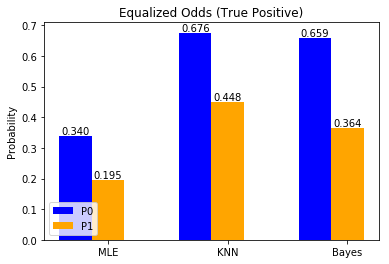 Equalized Odds (True Positive)
Probability
0.7
0.6
0.5
0.4
0.3
0.2
0.1
0.0
0.340
0.195
0.676
0.448
0.659
0.364
P0
P1
MLE
KNN
Bayes